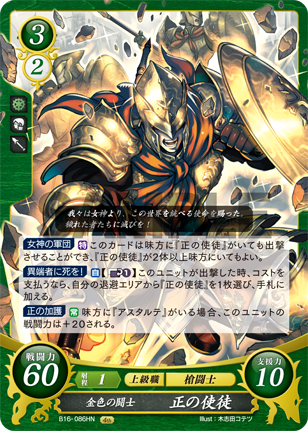 3
2
我々は女神より、この世界を統べる使命を賜った
穢れた者たちに滅びを！
女神の軍団 特 このカードは味方に『正の使徒』がいても出撃
させることができ、『正の使徒』が2体以上味方にいてもよい。
異端者に死を！ 自 このユニットが出撃した時、コストを
支払うなら、自分の退避エリアから『正の使徒』を1枚選び、手札に
加える。
正の加護 常 味方に『アスタルテ』がいる場合、このユニットの
戦闘力は＋20される。
戦闘力
60
射程 1 上級職 槍闘士
支援力
10
金色の闘士 正の使徒
B16-086HN
Illust：木志田コテツ